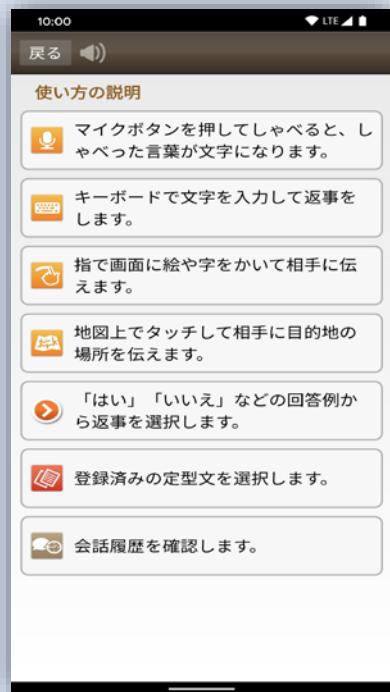 10:00 LTE
戻る
使い方の説明
マイクボタンを押してしゃべると、し
ゃべった言葉が文字になります。
キーボードで文字を入力して返事を
します。
指で画面に絵や字をかいて相手に伝
えます。
地図上でタッチして相手に目的地の
場所を伝えます。
「はい」「いいえ」などの回答例か
ら返事を選択します。
登録済みの定型文を選択します。
会話履歴を確認します。